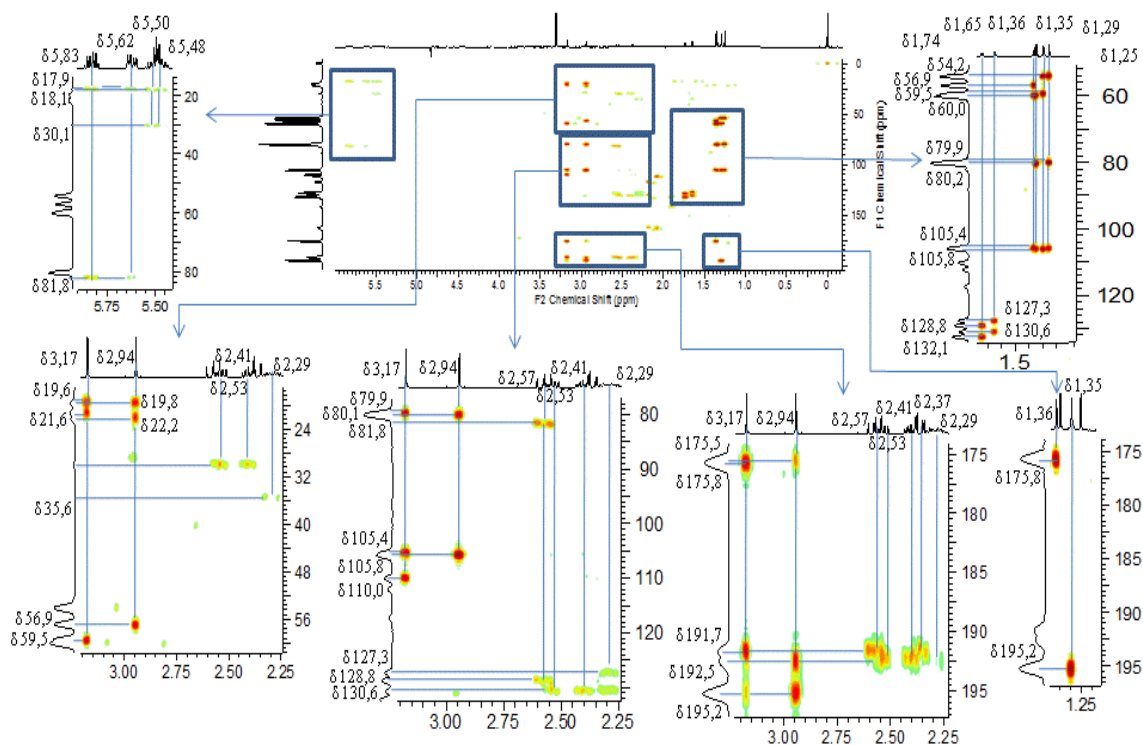 δ5,50
δ5,62
δ5,48
δ5,83
δ17,9
δ18,1
δ30,1
δ81,8
20
40
60
80
5.75
5.50
0
50
100
150
F1 Chemical Shift (ppm)
5.5
5.0
4.5
4.0
3.5
3.0
2.5
2.0
1.5
1.0
0.5
0
F2 Chemical Shift (ppm)
δ1,65
δ1,36
δ1,35
δ1,29
δ1,74
δ1,25
δ54,2
δ56,9
δ59,5
δ60,0
δ79,9
δ80,2
δ105,4
δ105,8
δ127,3
δ128,8
δ130,6
δ132,1
60
80
100
120
1.5
δ3,17
δ2,94
δ2,41
δ2,29
δ2,53
δ19,6
δ19,8
δ21,6
δ22,2
δ35,6
δ56,9
δ59,5
24
32
40
48
56
3.00
2.75
2.50
2.25
δ3,17
δ2,94
δ2,41
δ2,57
δ2,29
δ2,53
δ79,9
δ80,1
δ81,8
δ105,4
δ105,8
δ110,0
δ127,3
δ128,8
δ130,6
80
90
100
110
120
3.00
2.75
2.50
2.25
δ3,17
δ2,94
δ2,57
δ2,41
δ2,37
δ2,53
δ2,29
δ175,5
δ175,8
δ191,7
δ192,5
δ195,2
175
180
185
190
195
3.00
2.75
2.50
2.25
δ1,35
δ1,36
δ175,8
δ195,2
175
180
185
190
195
1.25